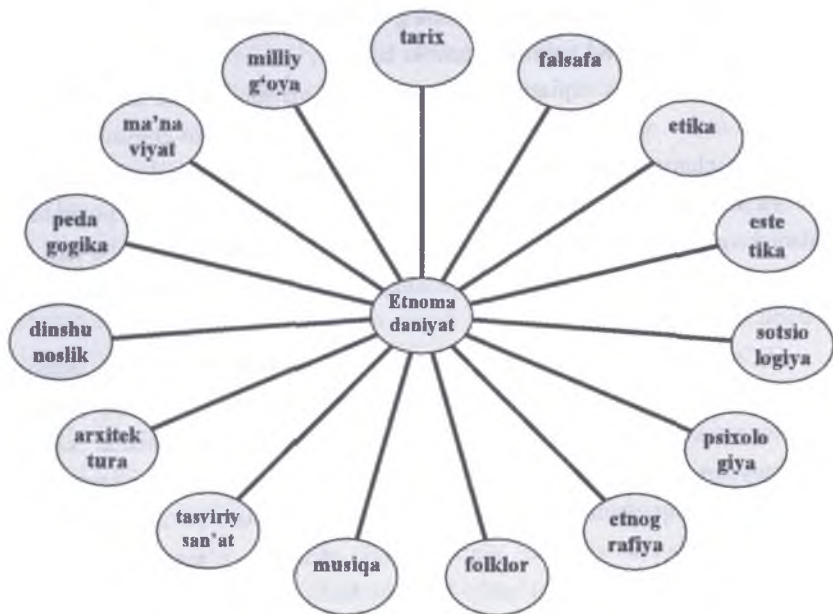 tarix
falsafa
etika
este
tika
sotsio
logiya
psixolo
giya
etnog
rafiya
folklor
musiqa
tasviriy
san'at
arxitek
tura
dinshu
noslik
peda
gogika
ma’na
viyat
milliy
g‘oya
Etnoma
daniyat